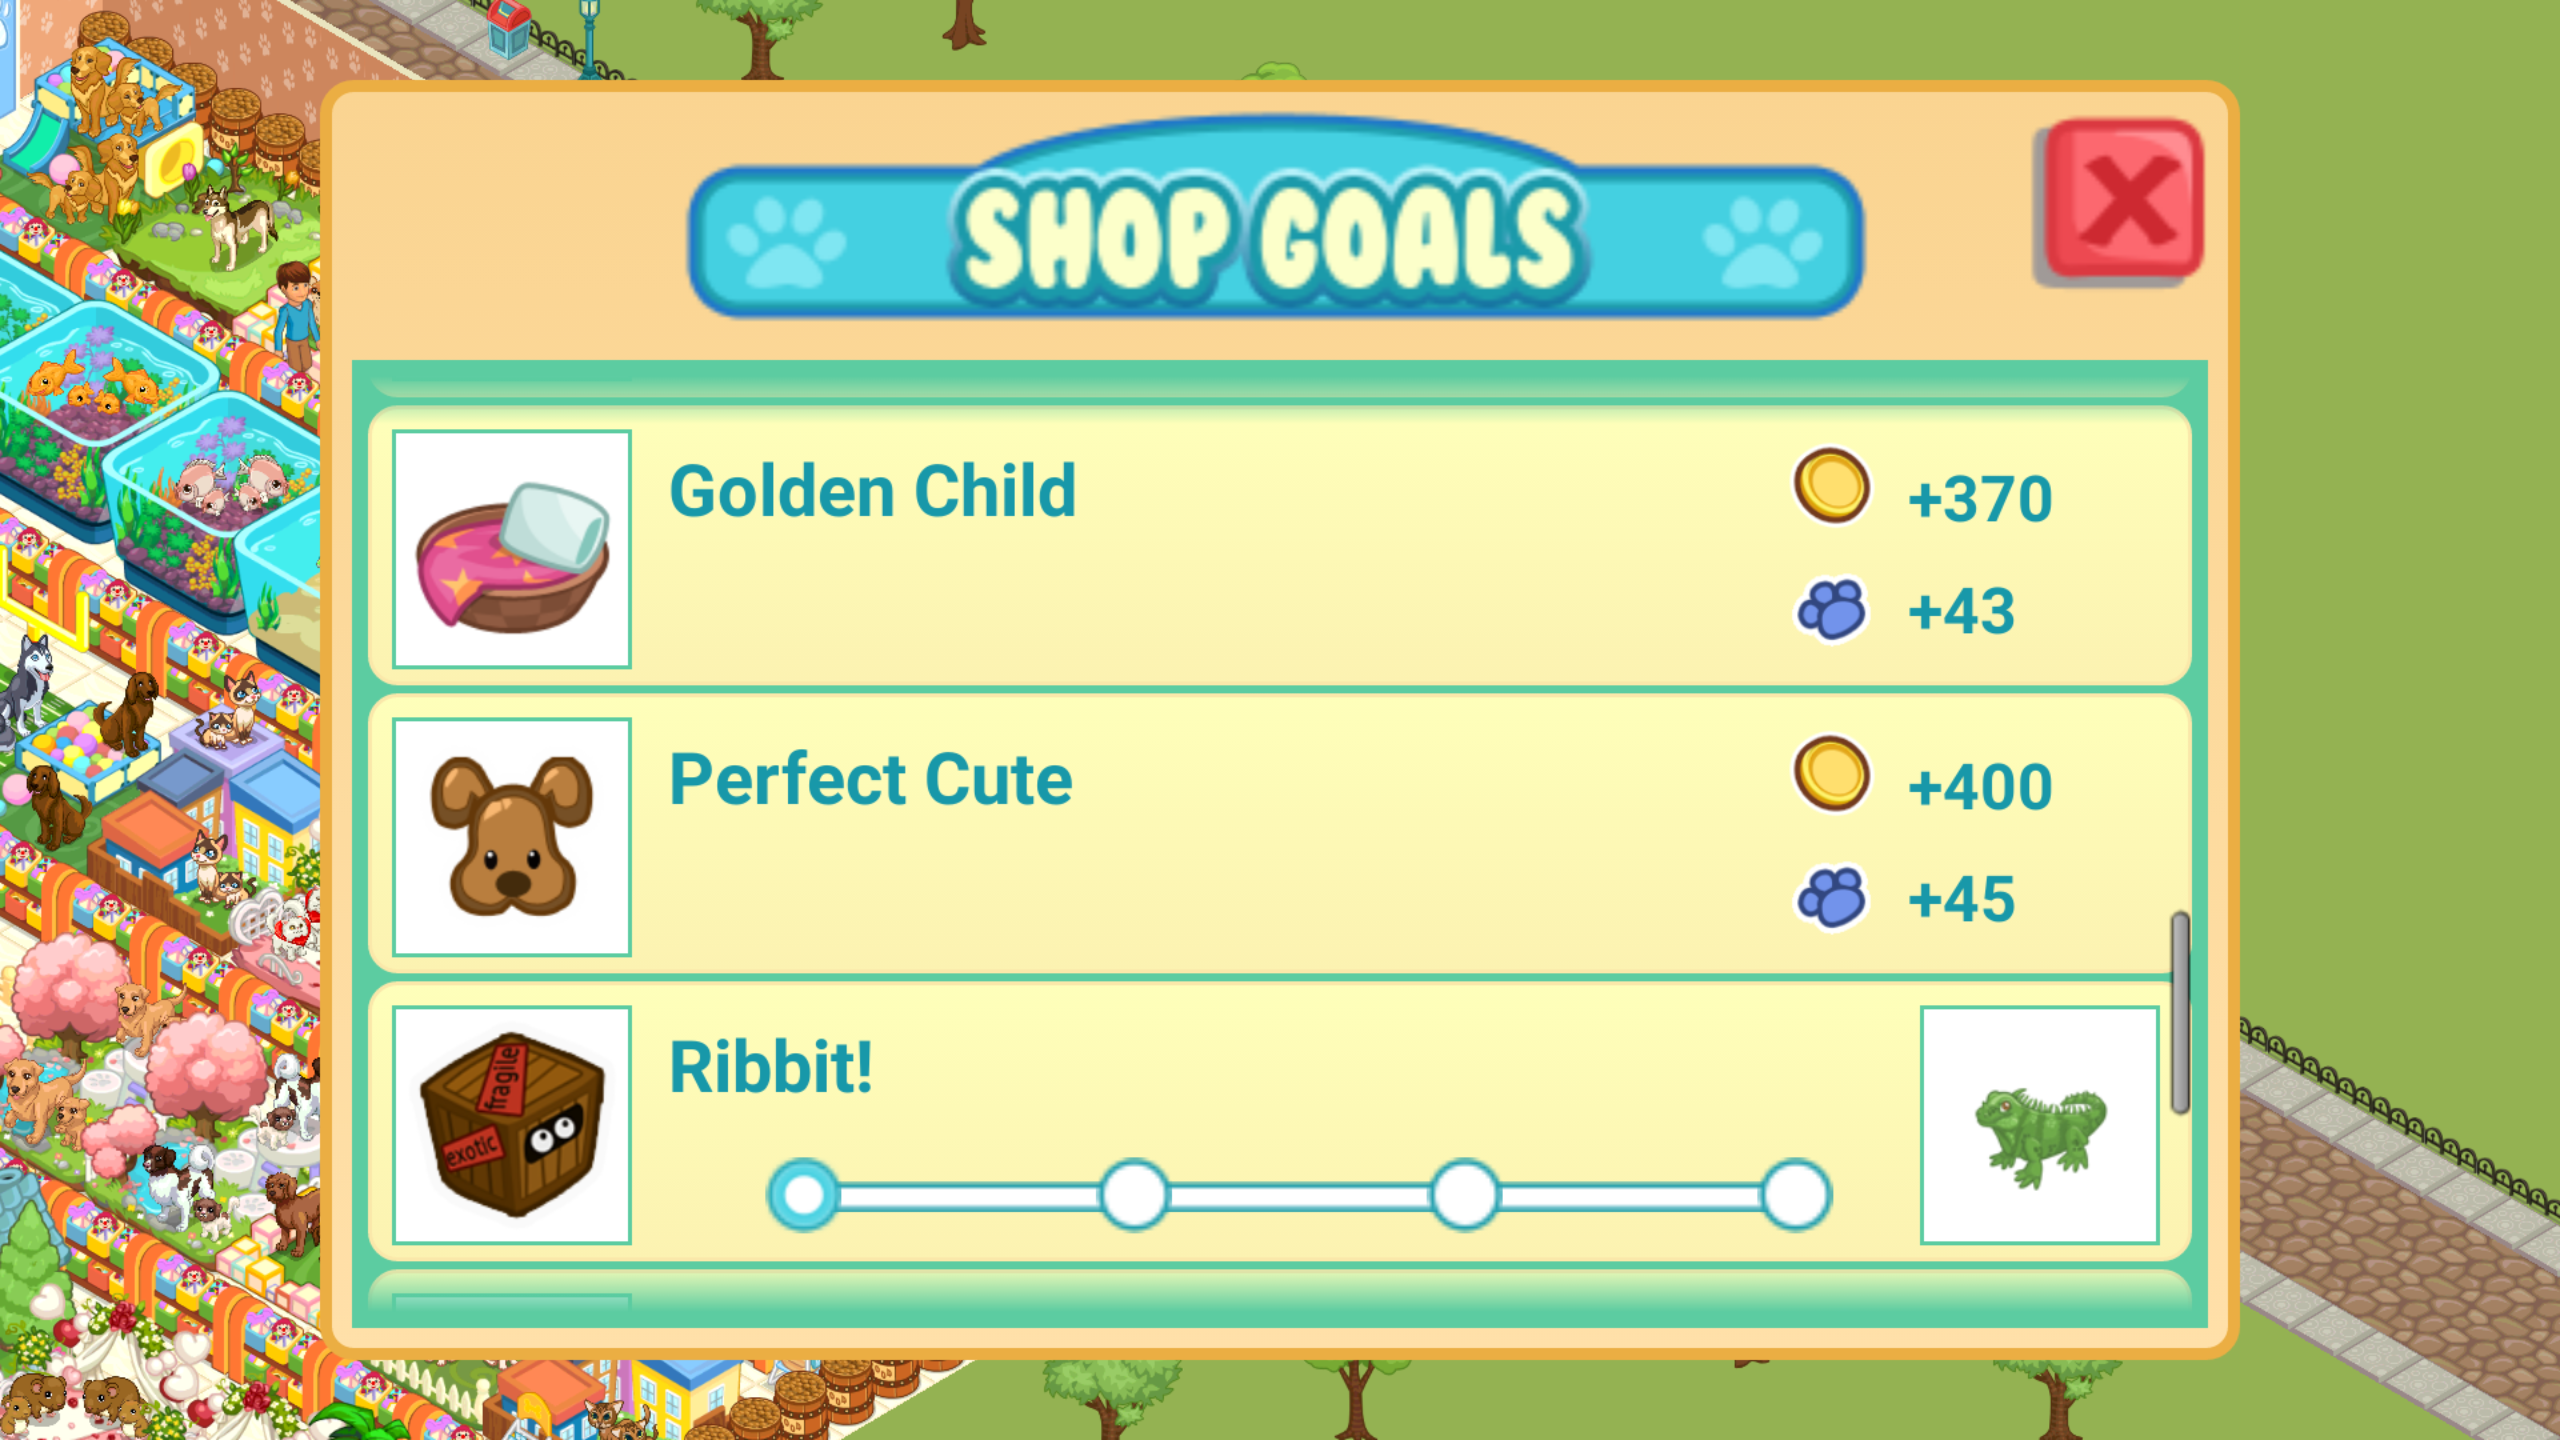 SHOP GOALS
Golden Child
+370
+43
Perfect Cute
+400
+45
Ribbit!
fragile
exotic